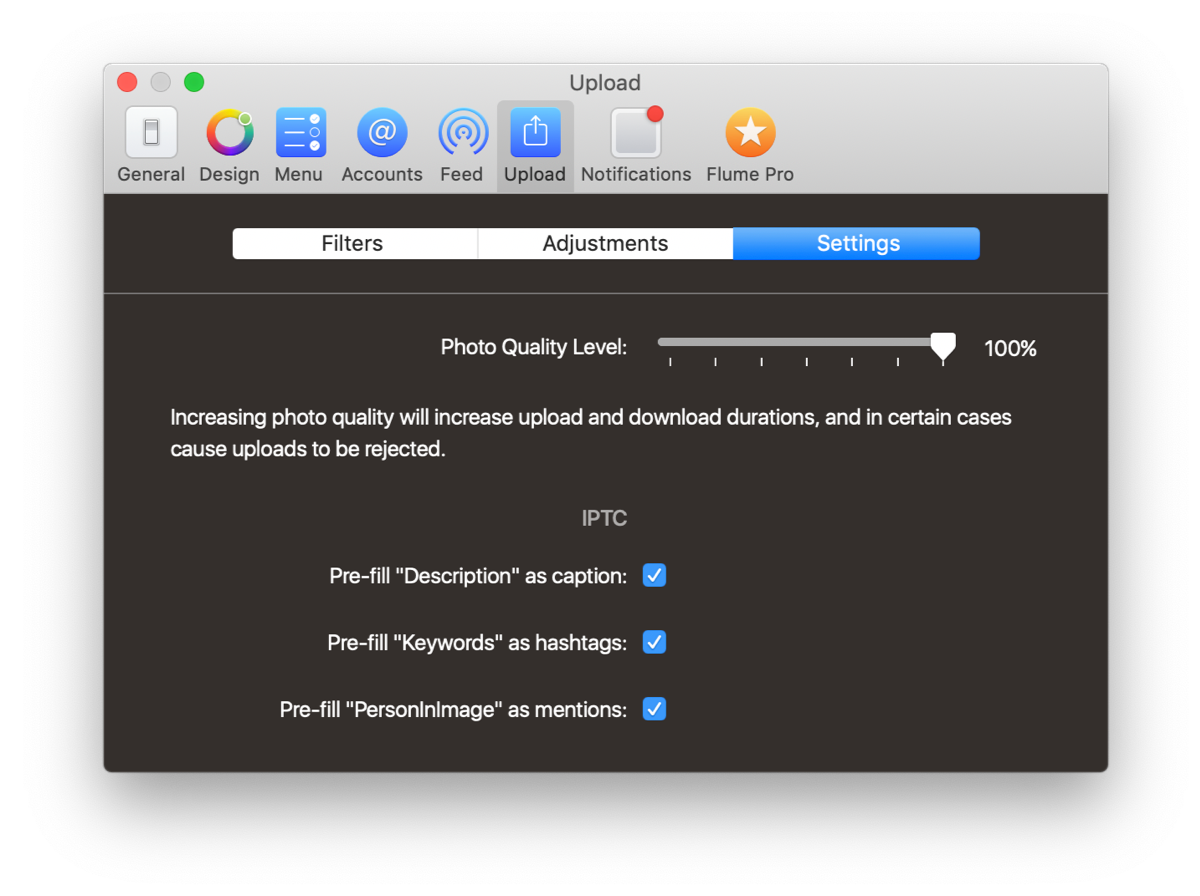 Upload
General Design Menu Accounts Feed Upload Notifications Flume Pro
Filters Adjustments Settings
Photo Quality Level: 100%
Increasing photo quality will increase upload and download durations, and in certain cases
cause uploads to be rejected.
IPTC
Pre-fill "Description" as caption:
Pre-fill "Keywords" as hashtags:
Pre-fill "PersonInImage" as mentions: